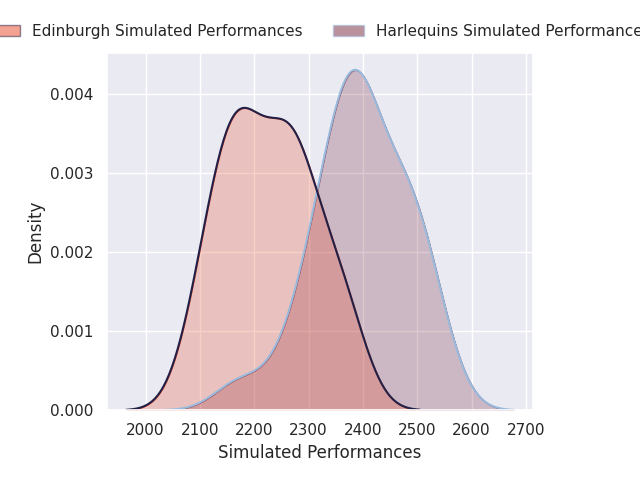 Edinburgh Simulated Performances Harlequins Simulated Performance
0.004
0.003
0.002
0.001
0.000
Density
2000 2100 2200 2300 2400 2500 2600 2700
Simulated Performances